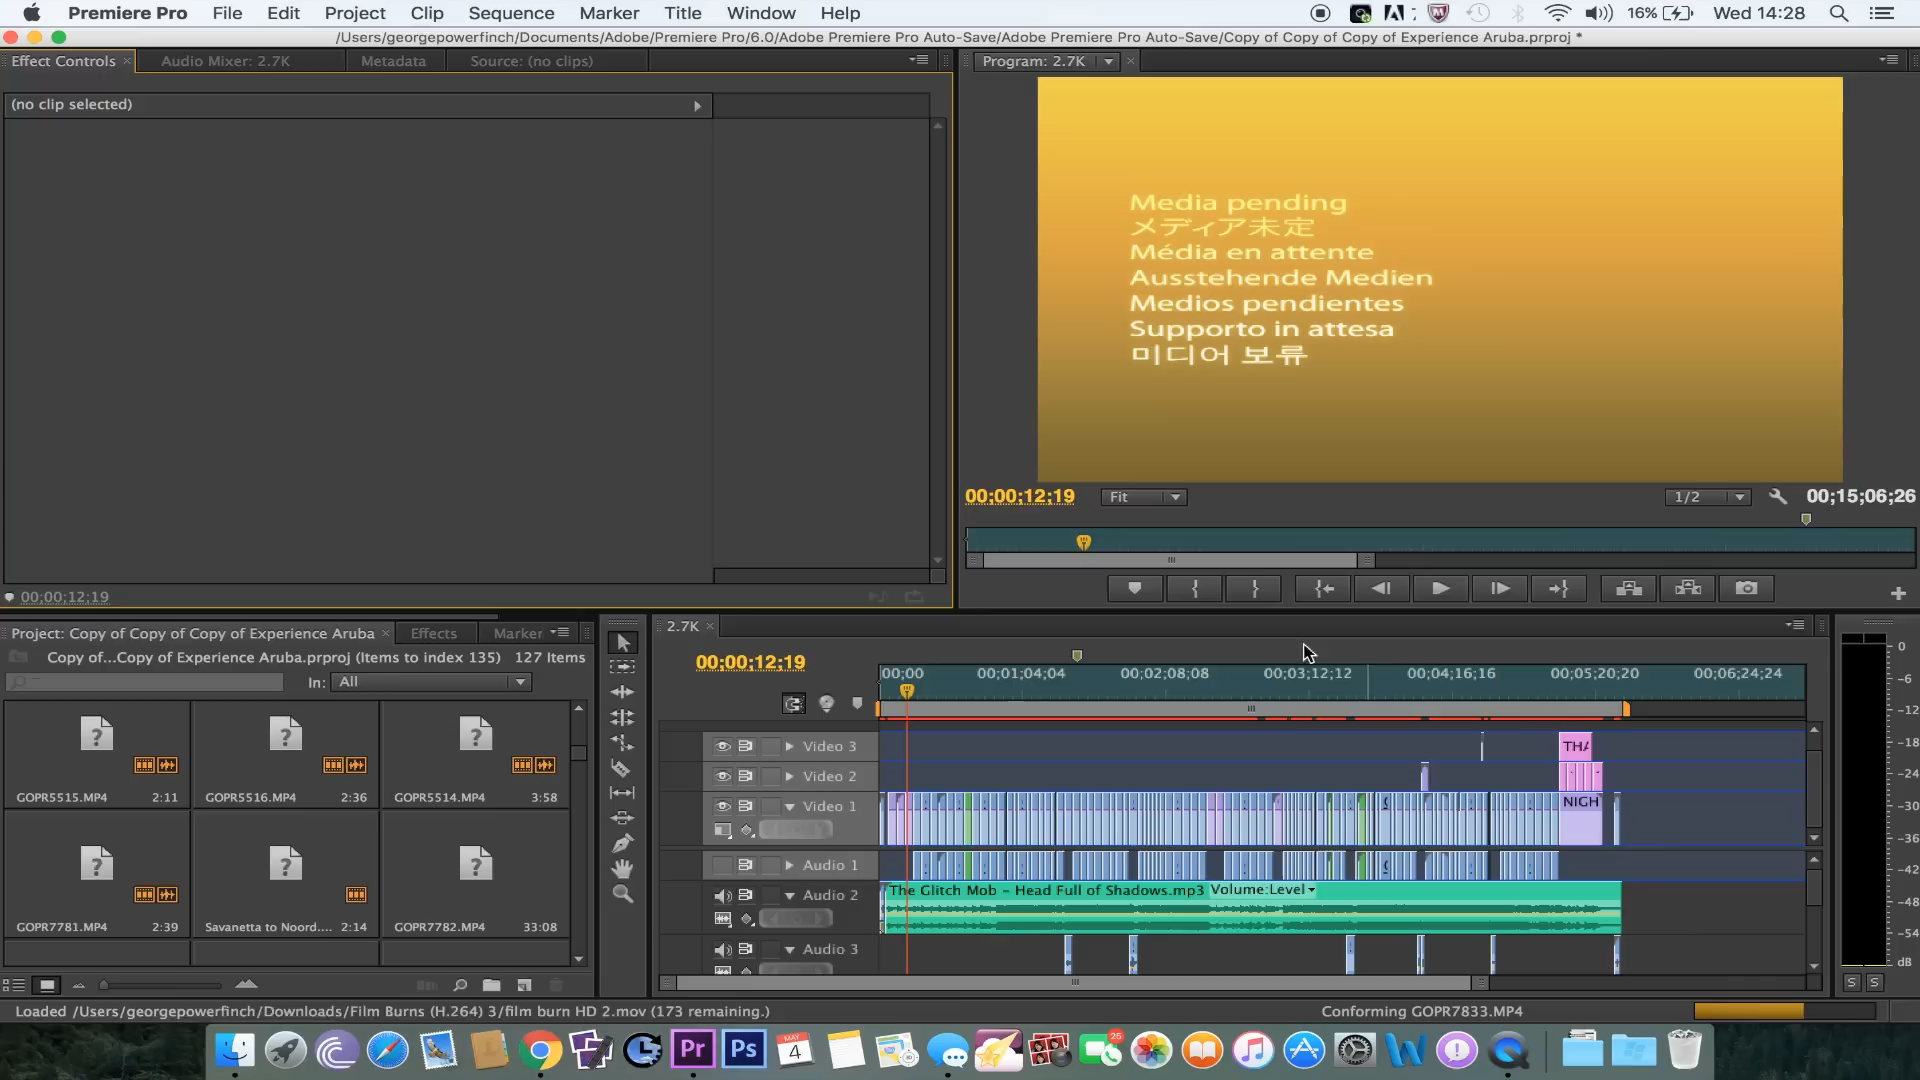 Premiere Pro File Edit Project Clip Sequence Marker Title Window Help 16% Wed 14:28
/Users/georgepowerfinch/Documents/Adobe/Premiere Pro/6.0/Adobe Premiere Pro Auto-Save/Adobe Premiere Pro Auto-Save/Copy of Copy of Copy of Experience Aruba.prproj *
Effect Controls Audio Mixer: 2.7K Metadata Source: (no clips)
(no clip selected)
00;00;12;19
Program: 2.7K
Media pending
メディア未定
Média en attente
Ausstehende Medien
Medios pendientes
Supporto in attesa
미디어 보류
00;00;12;19 Fit 1/2 00;15;06;26
Project: Copy of Copy of Copy of Experience Aruba Effects Marker
Copy of...Copy of Experience Aruba.prproj (Items to index 135) 127 Items
In: All
GOPR5515.MP4 2:11 GOPR5516.MP4 2:36 GOPR5514.MP4 3:58
GOPR7781.MP4 2:39 Savanetta to Noord.... 2:14 GOPR7782.MP4 33:08
2.7K
00;00;12;19
00;00 00;01;04;04 00;02;08;08 00;03;12;12 00;04;16;16 00;05;20;20 00;06;24;24
Video 3 THA
Video 2
Video 1 NIGH
Audio 1
Audio 2 The Glitch Mob - Head Full of Shadows.mp3 Volume:Level
Audio 3
0
-6
-12
-18
-24
-30
-36
-42
-48
-54
dB
S S
Loaded /Users/georgepowerfinch/Downloads/Film Burns (H.264) 3/film burn HD 2.mov (173 remaining.) Conforming GOPR7833.MP4
Pr Ps MAY 4 26